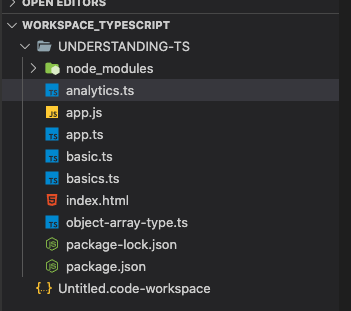 OPEN EDITORS
WORKSPACE_TYPESCRIPT
UNDERSTANDING-TS
node_modules
TS analytics.ts
JS app.js
TS app.ts
TS basic.ts
TS basics.ts
index.html
TS object-array-type.ts
package-lock.json
package.json
{..} Untitled.code-workspace